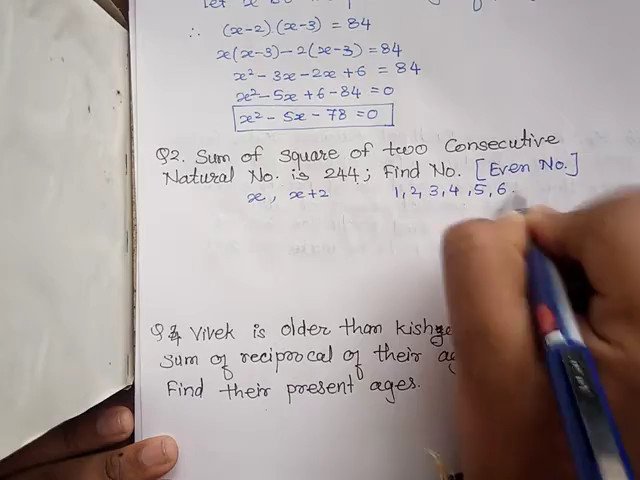 let x be
∴ (x-2) (x-3) = 84
x(x-3) - 2(x-3) = 84
x² - 3x - 2x + 6 = 84
x² - 5x + 6 - 84 = 0
x² - 5x - 78 = 0
Q2. Sum of square of two Consecutive
Natural No. is 244; Find No. [Even No.]
x, x+2 1, 2, 3, 4, 5, 6.
Vivek is older than
sum of reciprocal of their
Find their present ages.